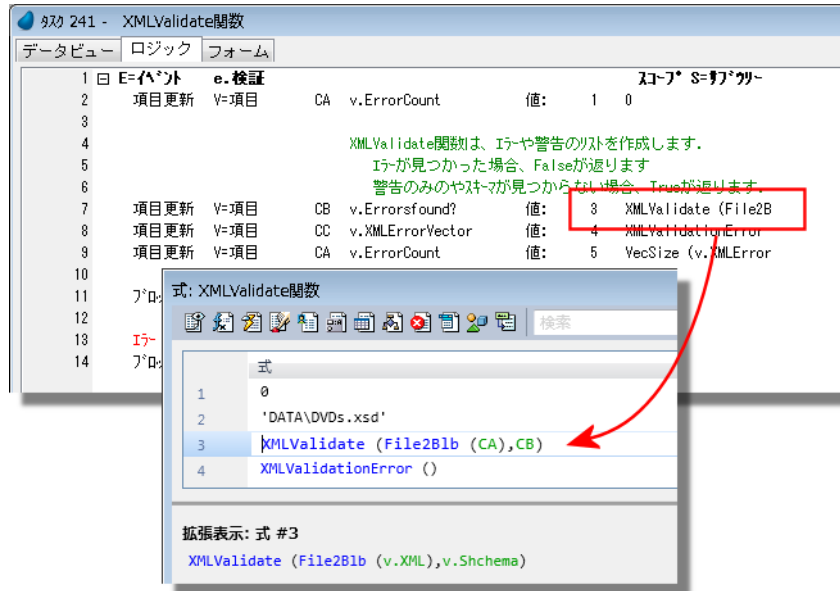 ﾀｽｸ 241 - XMLValidate関数
データビュー ロジック フォーム
1 E=ｲﾍﾞﾝﾄ e.検証 ｽｺｰﾌﾟ S=ｻﾌﾞﾂﾘｰ
2 項目更新 V=項目 CA v.ErrorCount 値: 1 0
3
4 XMLValidate関数は、ｴﾗｰや警告のﾘｽﾄを作成します.
5 ｴﾗｰが見つかった場合、Falseが返ります
6 警告のみのやｽｷｰﾏが見つからない場合、Trueが返ります.
7 項目更新 V=項目 CB v.Errorsfound? 値: 3 XMLValidate (File2B
8 項目更新 V=項目 CC v.XMLErrorVector 値: 4 XMLValidationError
9 項目更新 V=項目 CA v.ErrorCount 値: 5 VecSize (v.XMLError
10
11 ﾌﾞﾛｯ
12
13 ｴﾗｰ
14 ﾌﾞﾛｯ
式: XMLValidate関数
検索
式
1 0
2 'DATA\DVDs.xsd'
3 XMLValidate (File2Blb (CA),CB)
4 XMLValidationError ()
拡張表示: 式 #3
XMLValidate (File2Blb (v.XML),v.Shchema)